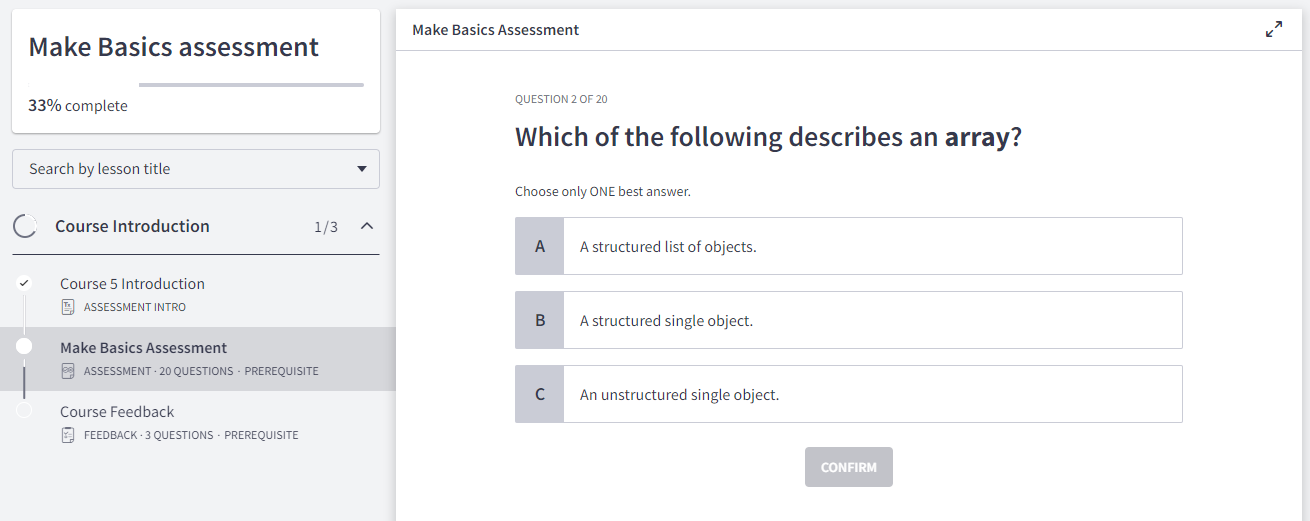 Make Basics assessment
33% complete
Search by lesson title
Course Introduction 1/3
Course 5 Introduction
ASSESSMENT INTRO
Make Basics Assessment
ASSESSMENT · 20 QUESTIONS · PREREQUISITE
Course Feedback
FEEDBACK · 3 QUESTIONS · PREREQUISITE
Make Basics Assessment
QUESTION 2 OF 20
Which of the following describes an array?
Choose only ONE best answer.
A A structured list of objects.
B A structured single object.
C An unstructured single object.
CONFIRM